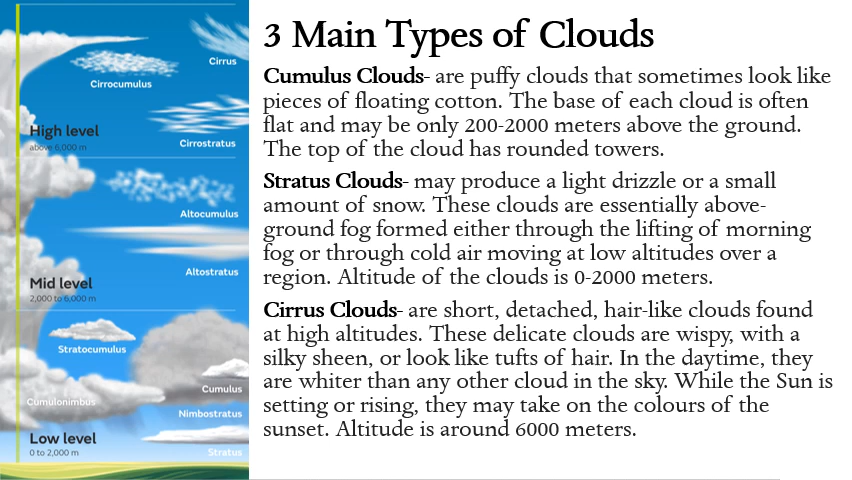 Cirrus
Cirrocumulus
High level
above 6,000 m
Cirrostratus
Altocumulus
Altostratus
Mid level
2,000 to 6,000 m
Stratocumulus
Cumulus
Cumulonimbus
Nimbostratus
Low level
0 to 2,000 m
Stratus
3 Main Types of Clouds
Cumulus Clouds- are puffy clouds that sometimes look like
pieces of floating cotton. The base of each cloud is often
flat and may be only 200-2000 meters above the ground.
The top of the cloud has rounded towers.
Stratus Clouds- may produce a light drizzle or a small
amount of snow. These clouds are essentially above-
ground fog formed either through the lifting of morning
fog or through cold air moving at low altitudes over a
region. Altitude of the clouds is 0-2000 meters.
Cirrus Clouds- are short, detached, hair-like clouds found
at high altitudes. These delicate clouds are wispy, with a
silky sheen, or look like tufts of hair. In the daytime, they
are whiter than any other cloud in the sky. While the Sun is
setting or rising, they may take on the colours of the
sunset. Altitude is around 6000 meters.